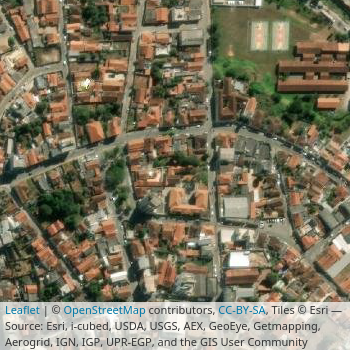 Leaflet | © OpenStreetMap contributors, CC-BY-SA, Tiles © Esri —
Source: Esri, i-cubed, USDA, USGS, AEX, GeoEye, Getmapping,
Aerogrid, IGN, IGP, UPR-EGP, and the GIS User Community